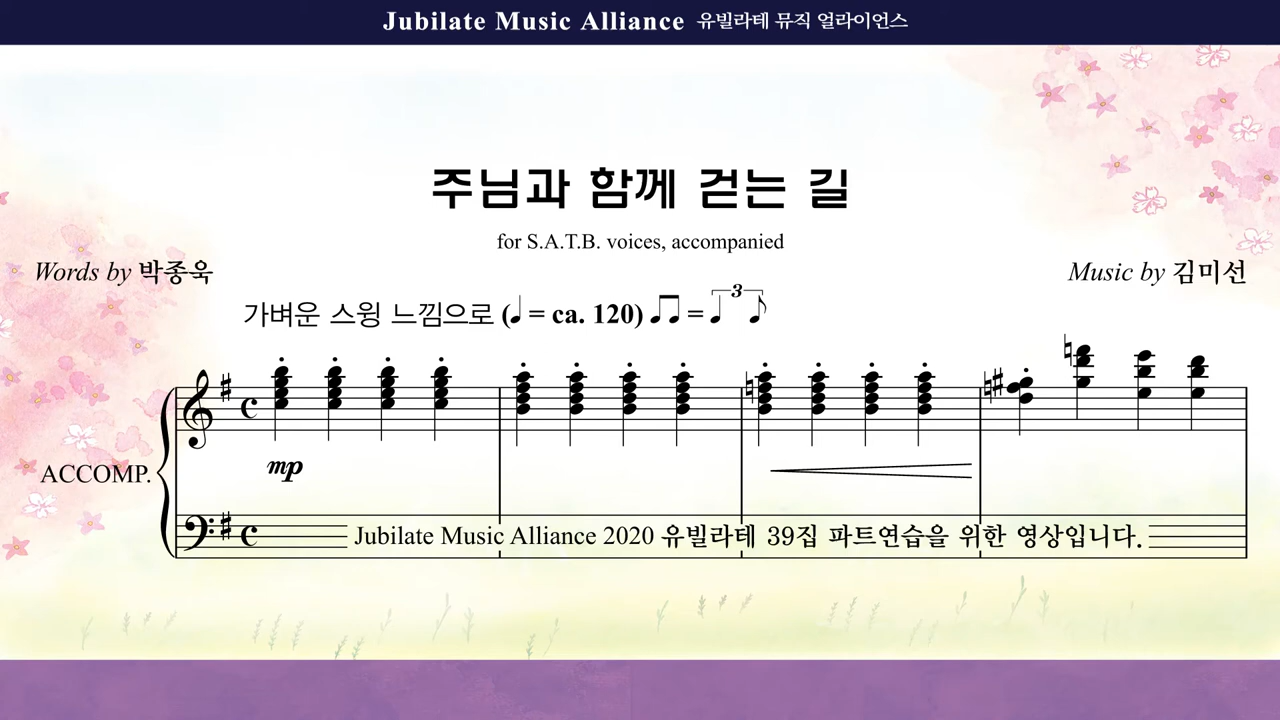 Jubilate Music Alliance 유빌라테 뮤직 얼라이언스
주님과 함께 걷는 길
for S.A.T.B. voices, accompanied
Words by 박종욱
Music by 김미선
가벼운 스윙 느낌으로 (♩ = ca. 120) ♫ = ♩ ♪ 3
mp
ACCOMP.
Jubilate Music Alliance 2020 유빌라테 39집 파트연습을 위한 영상입니다.